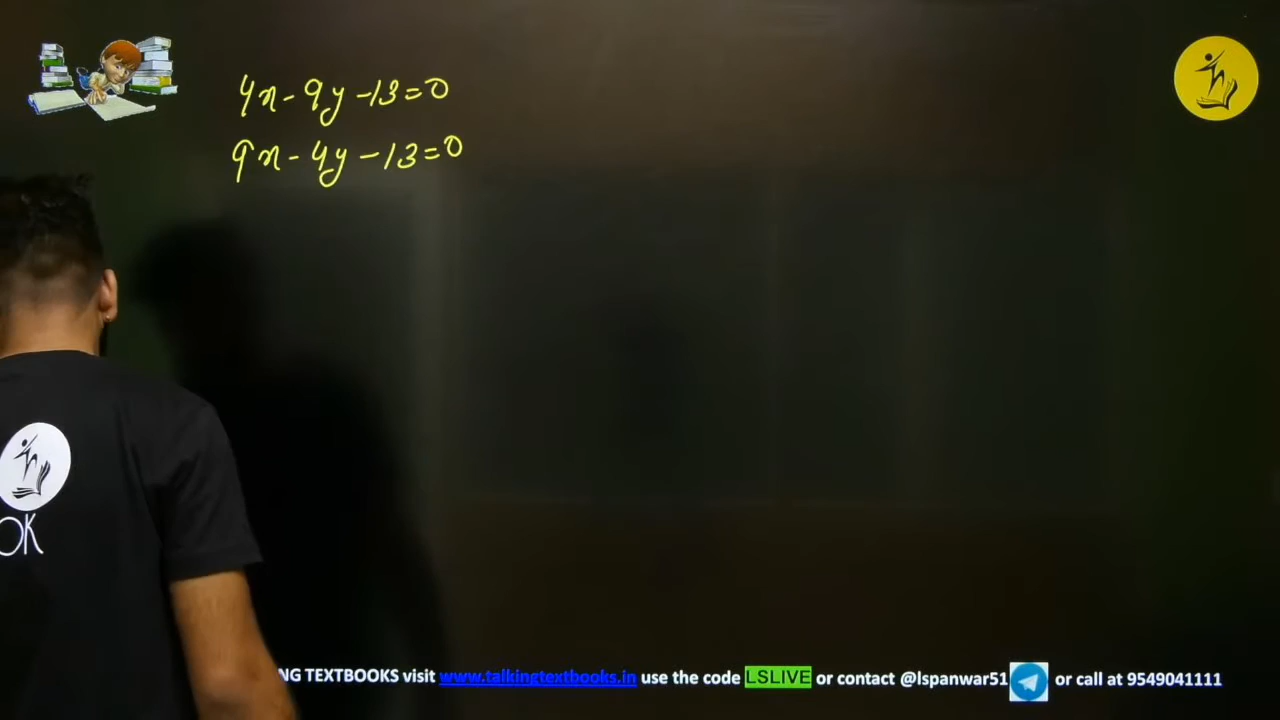 4x - 9y - 13 = 0
9x - 4y - 13 = 0
OK
NG TEXTBOOKS visit www.talkingtextbooks.in use the code LSLIVE or contact @lspanwar51 or call at 9549041111